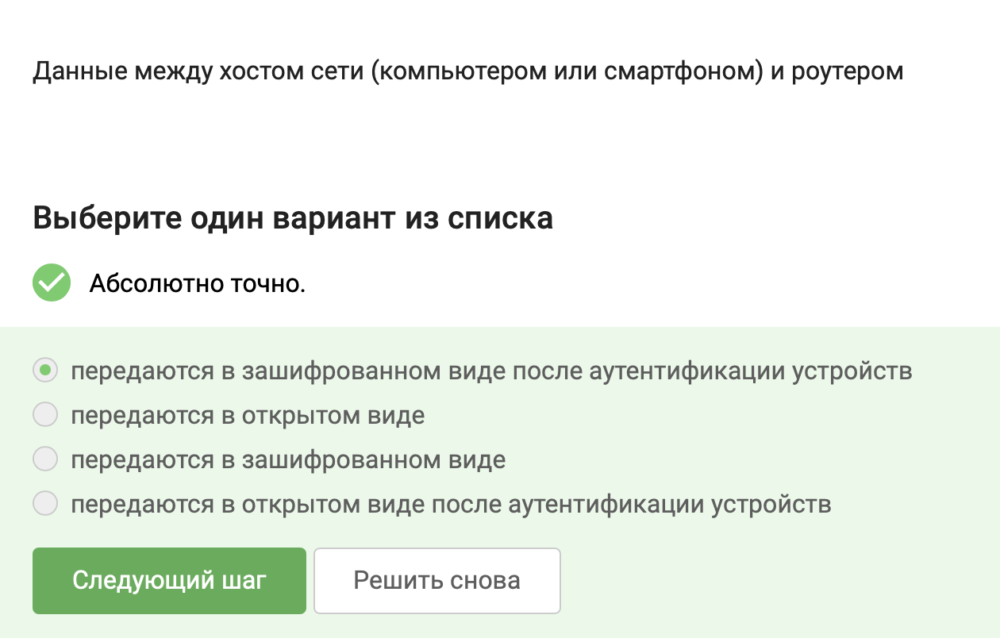 Данные между хостом сети (компьютером или смартфоном) и роутером
Выберите один вариант из списка
Абсолютно точно.
передаются в зашифрованном виде после аутентификации устройств
передаются в открытом виде
передаются в зашифрованном виде
передаются в открытом виде после аутентификации устройств
Следующий шаг
Решить снова